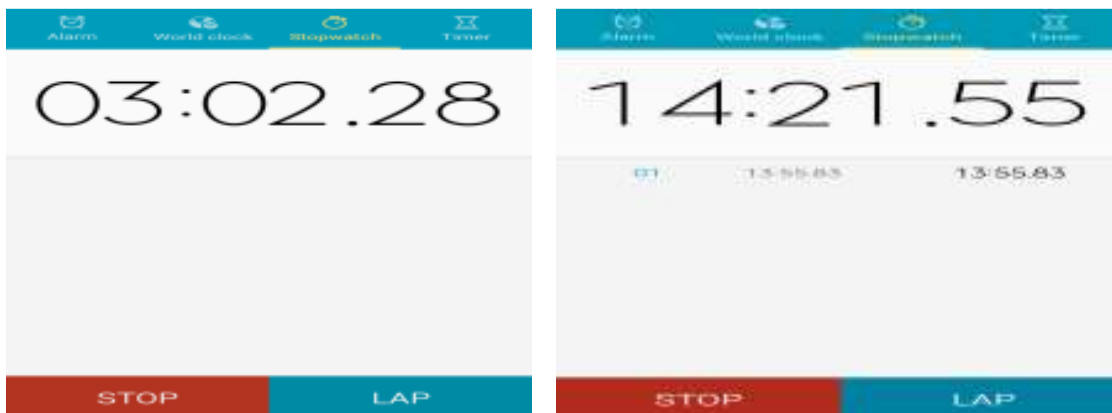 Alarm World clock Stopwatch Timer
03:02.28
STOP LAP
Alarm World clock Stopwatch Timer
14:21.55
01 13:55.83 13:55.83
STOP LAP